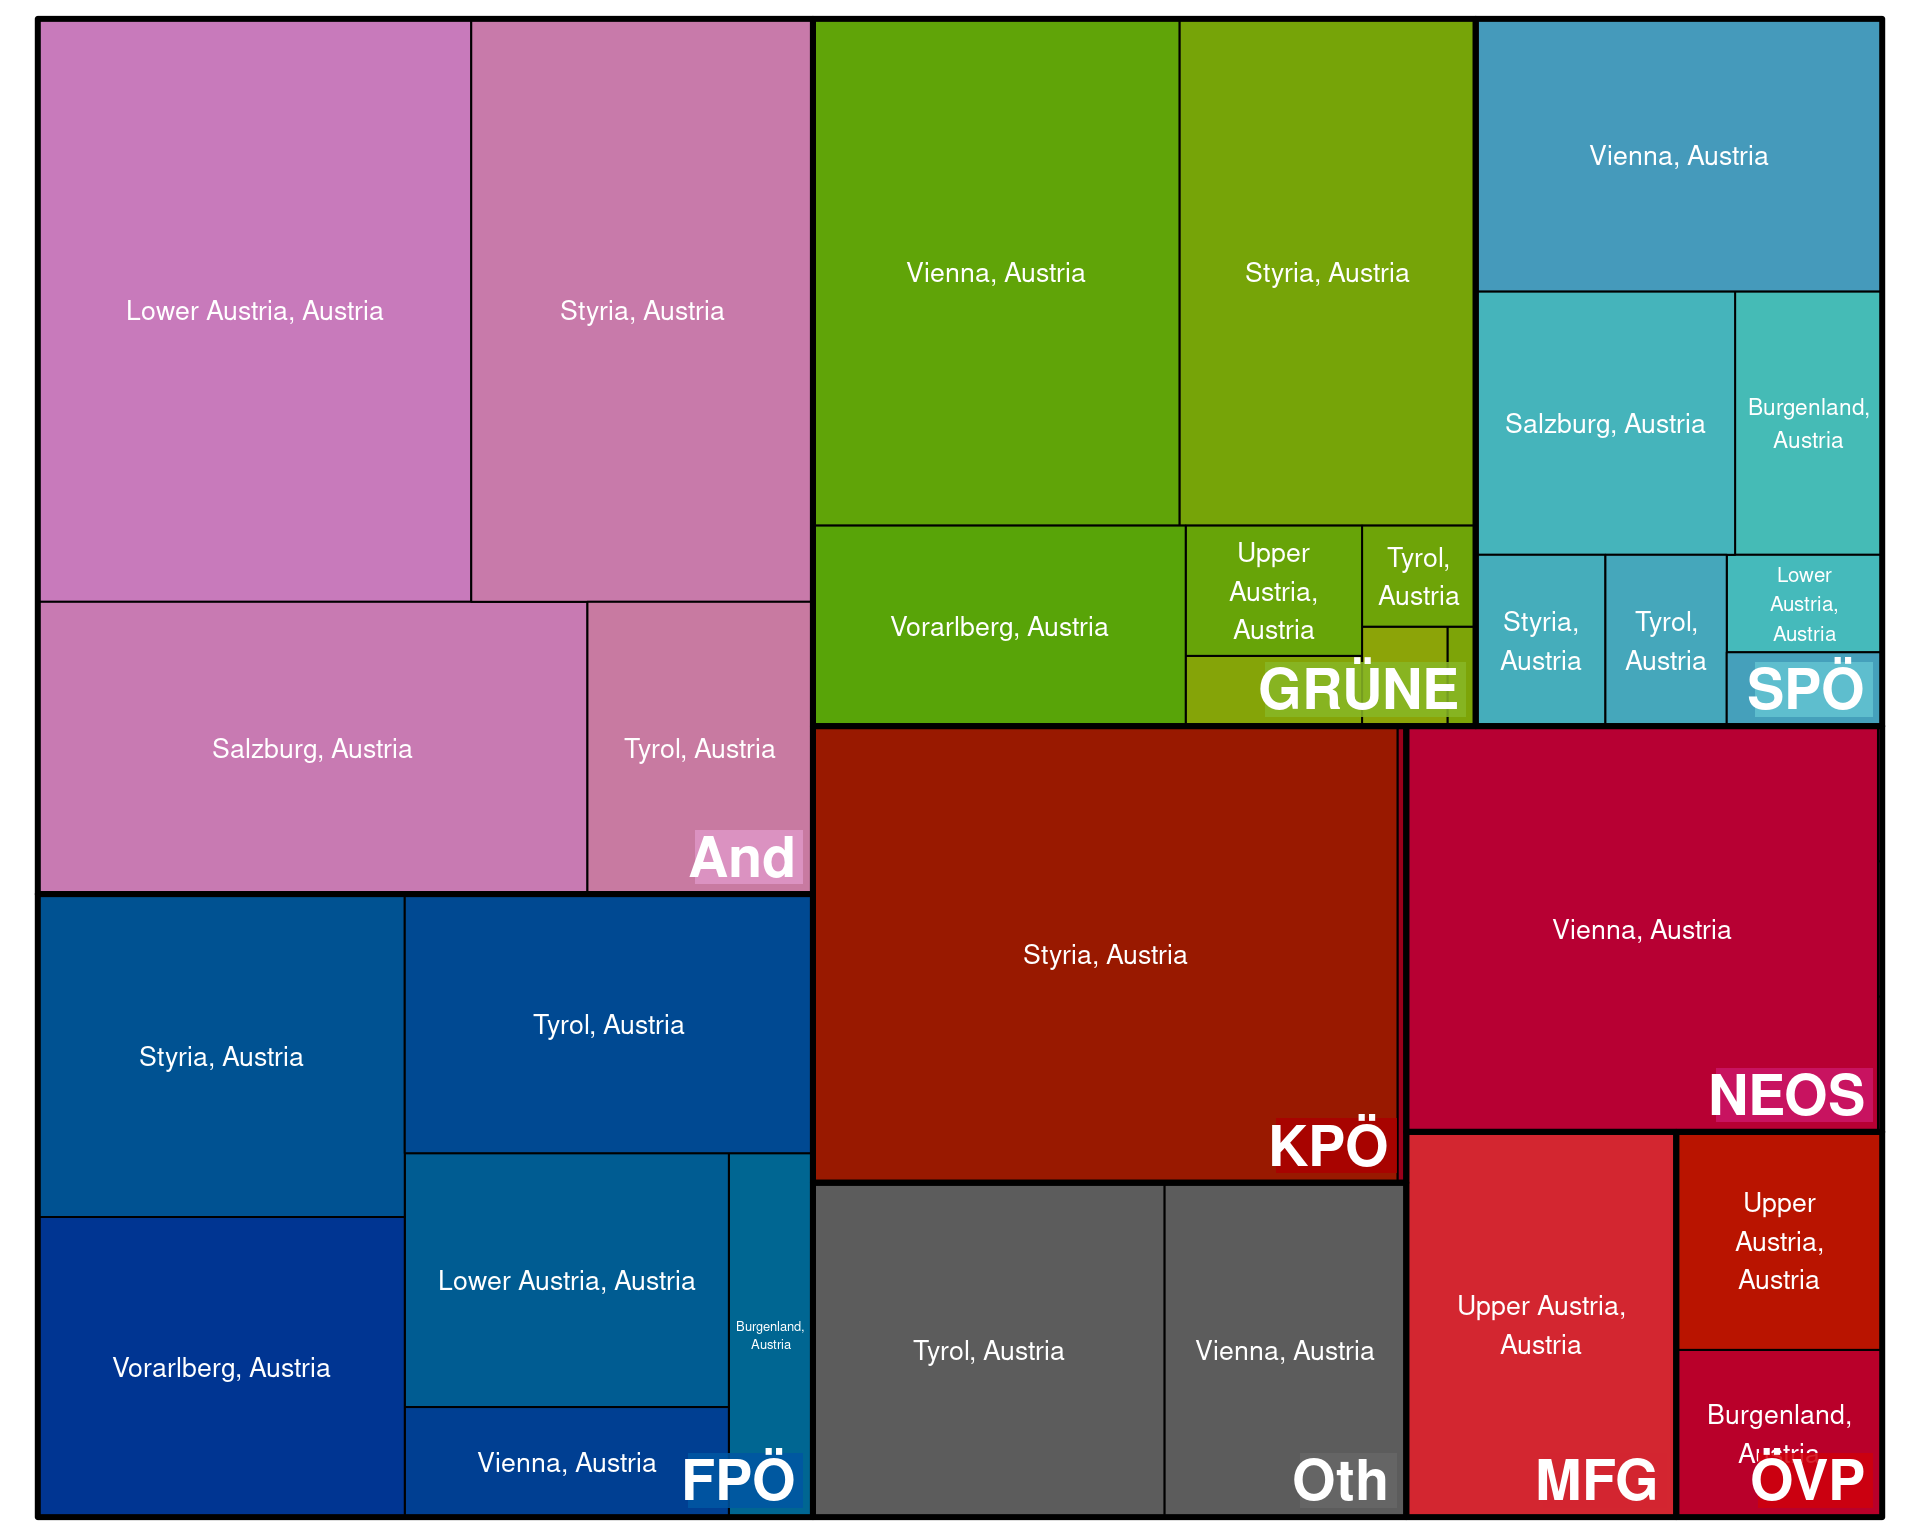 Lower Austria, Austria
Styria, Austria
Salzburg, Austria
Tyrol, Austria
And
Vienna, Austria
Styria, Austria
Vorarlberg, Austria
Upper
Austria,
Austria
Tyrol,
Austria
GRÜNE
Vienna, Austria
Salzburg, Austria
Burgenland,
Austria
Styria,
Austria
Tyrol,
Austria
Lower
Austria,
Austria
SPÖ
Styria, Austria
Tyrol, Austria
Vorarlberg, Austria
Lower Austria, Austria
Burgenland,
Austria
Vienna, Austria
FPÖ
Styria, Austria
KPÖ
Vienna, Austria
NEOS
Tyrol, Austria
Vienna, Austria
Oth
Upper Austria,
Austria
MFG
Upper
Austria,
Austria
Burgenland,
Austria
ÖVP